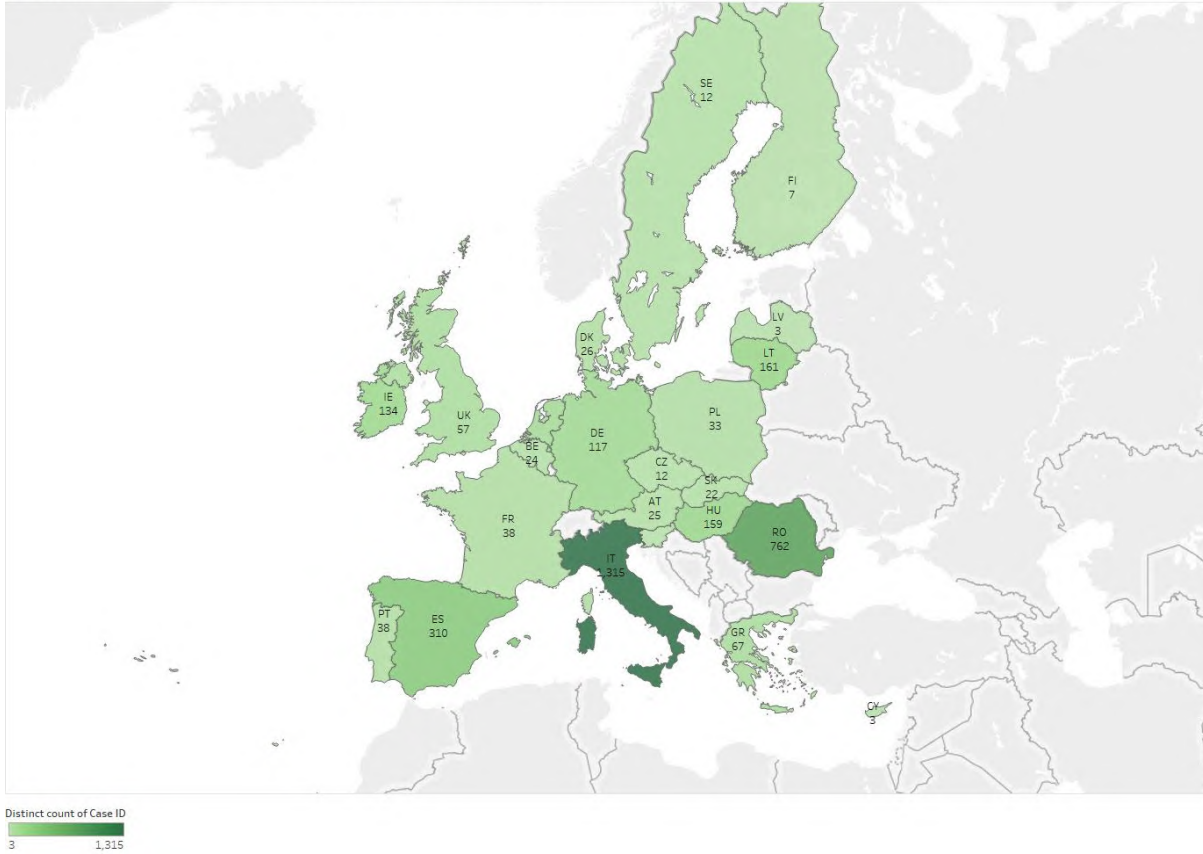 SE
12
FI
7
LV
3
LT
161
DK
26
IE
134
UK
57
PL
33
DE
117
BE
24
CZ
12
SK
22
AT
25
HU
159
FR
38
RO
762
IT
1,315
PT
38
ES
310
GR
67
CY
3
Distinct count of Case ID
3 1,315